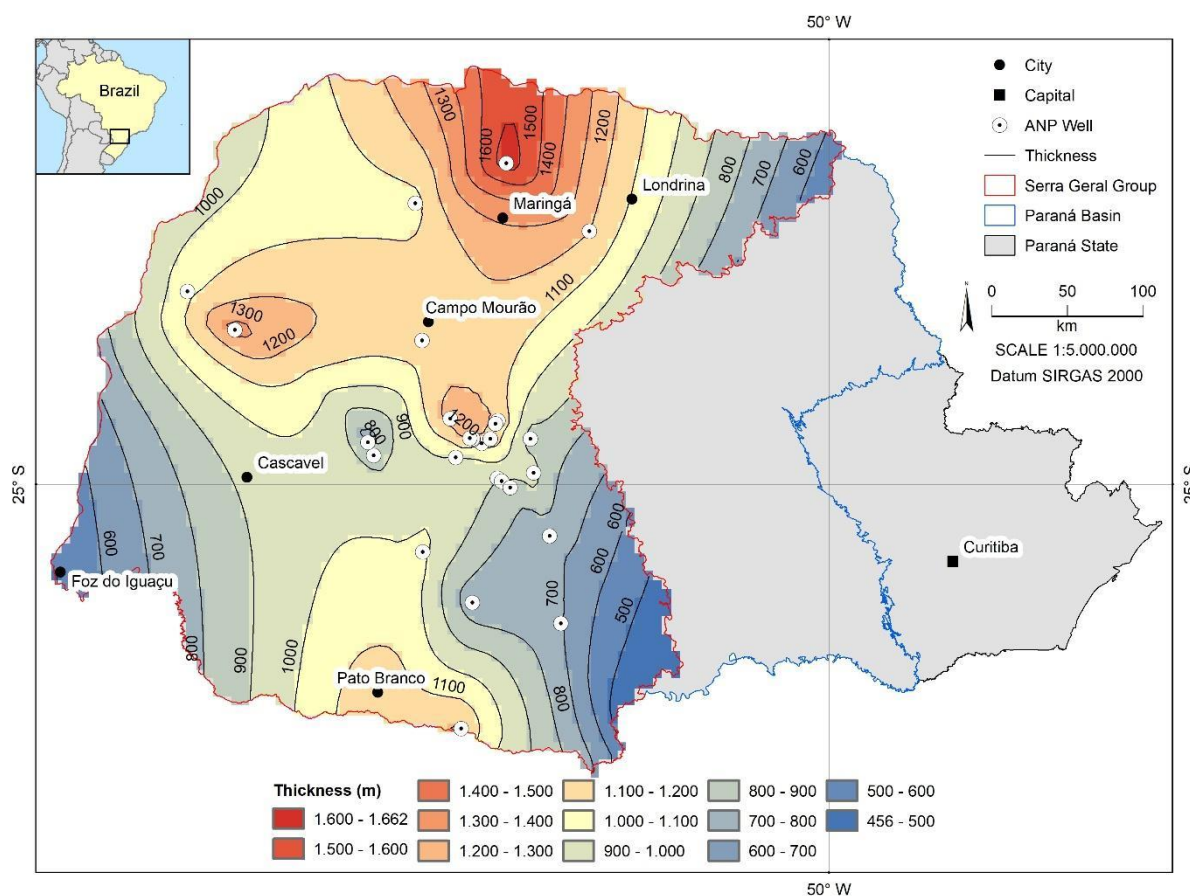 50° W
Brazil
City
Capital
ANP Well
Thickness
Serra Geral Group
Paraná Basin
Paraná State
0 50 100
km
SCALE 1:5.000.000
Datum SIRGAS 2000
1300
1600
1500
1400
1200
800
700
600
1000
Londrina
Maringá
1100
Campo Mourão
1300
1200
1200
900
800
Cascavel
25° S
25° S
600
700
600
600
Curitiba
Foz do Iguaçu
700
500
800
900
1000
Pato Branco
1100
800
Thickness (m)
1.600 - 1.662
1.500 - 1.600
1.400 - 1.500
1.300 - 1.400
1.200 - 1.300
1.100 - 1.200
1.000 - 1.100
900 - 1.000
800 - 900
700 - 800
600 - 700
500 - 600
456 - 500
50° W